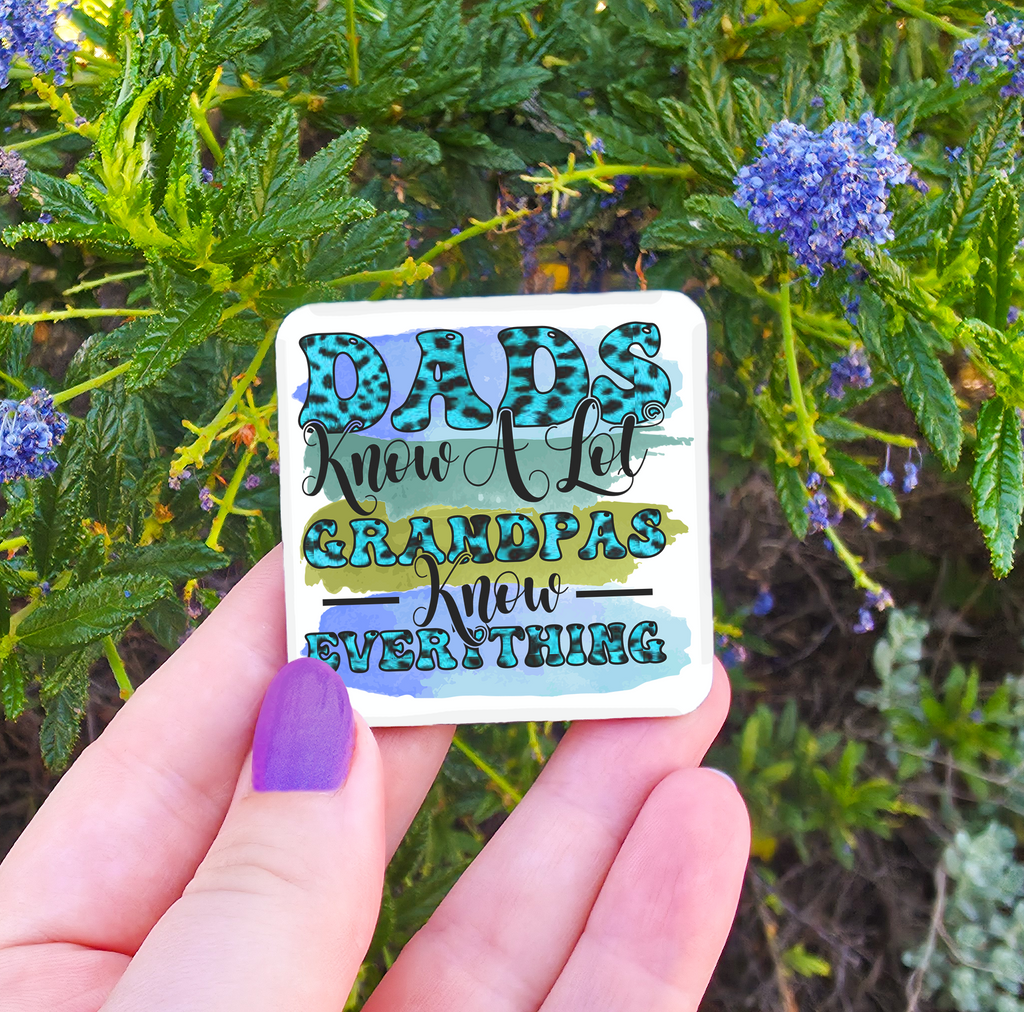 DADS
Know A Lot
GRANDPAS
Know
EVERYTHING